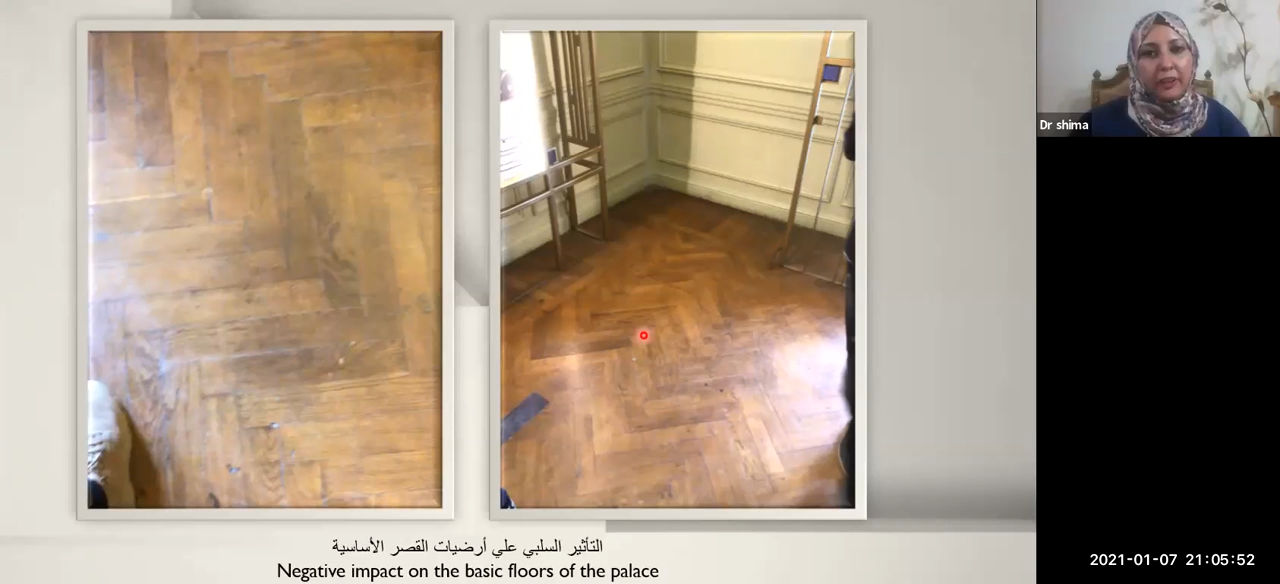 Dr shima
التأثير السلبي علي أرضيات القصر الأساسية
Negative impact on the basic floors of the palace
2021-01-07 21:05:52